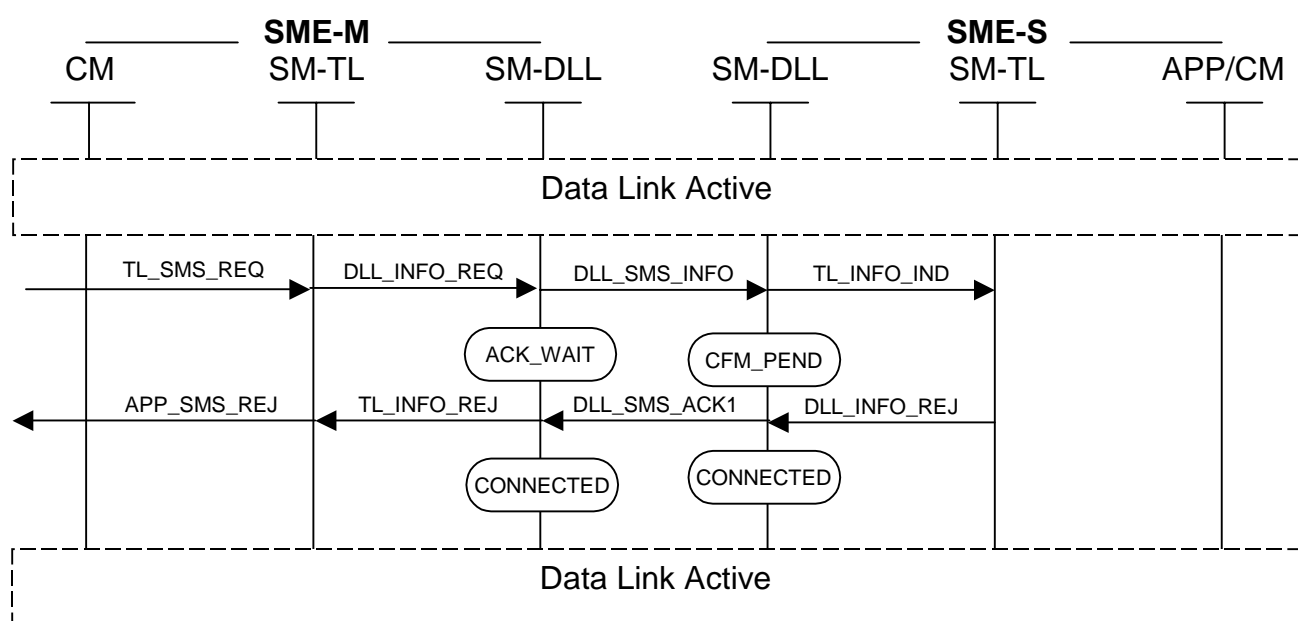 SME-M SME-S
CM SM-TL SM-DLL SM-DLL SM-TL APP/CM
Data Link Active
TL_SMS_REQ DLL_INFO_REQ DLL_SMS_INFO TL_INFO_IND
ACK_WAIT CFM_PEND
APP_SMS_REJ TL_INFO_REJ DLL_SMS_ACK1 DLL_INFO_REJ
CONNECTED CONNECTED
Data Link Active